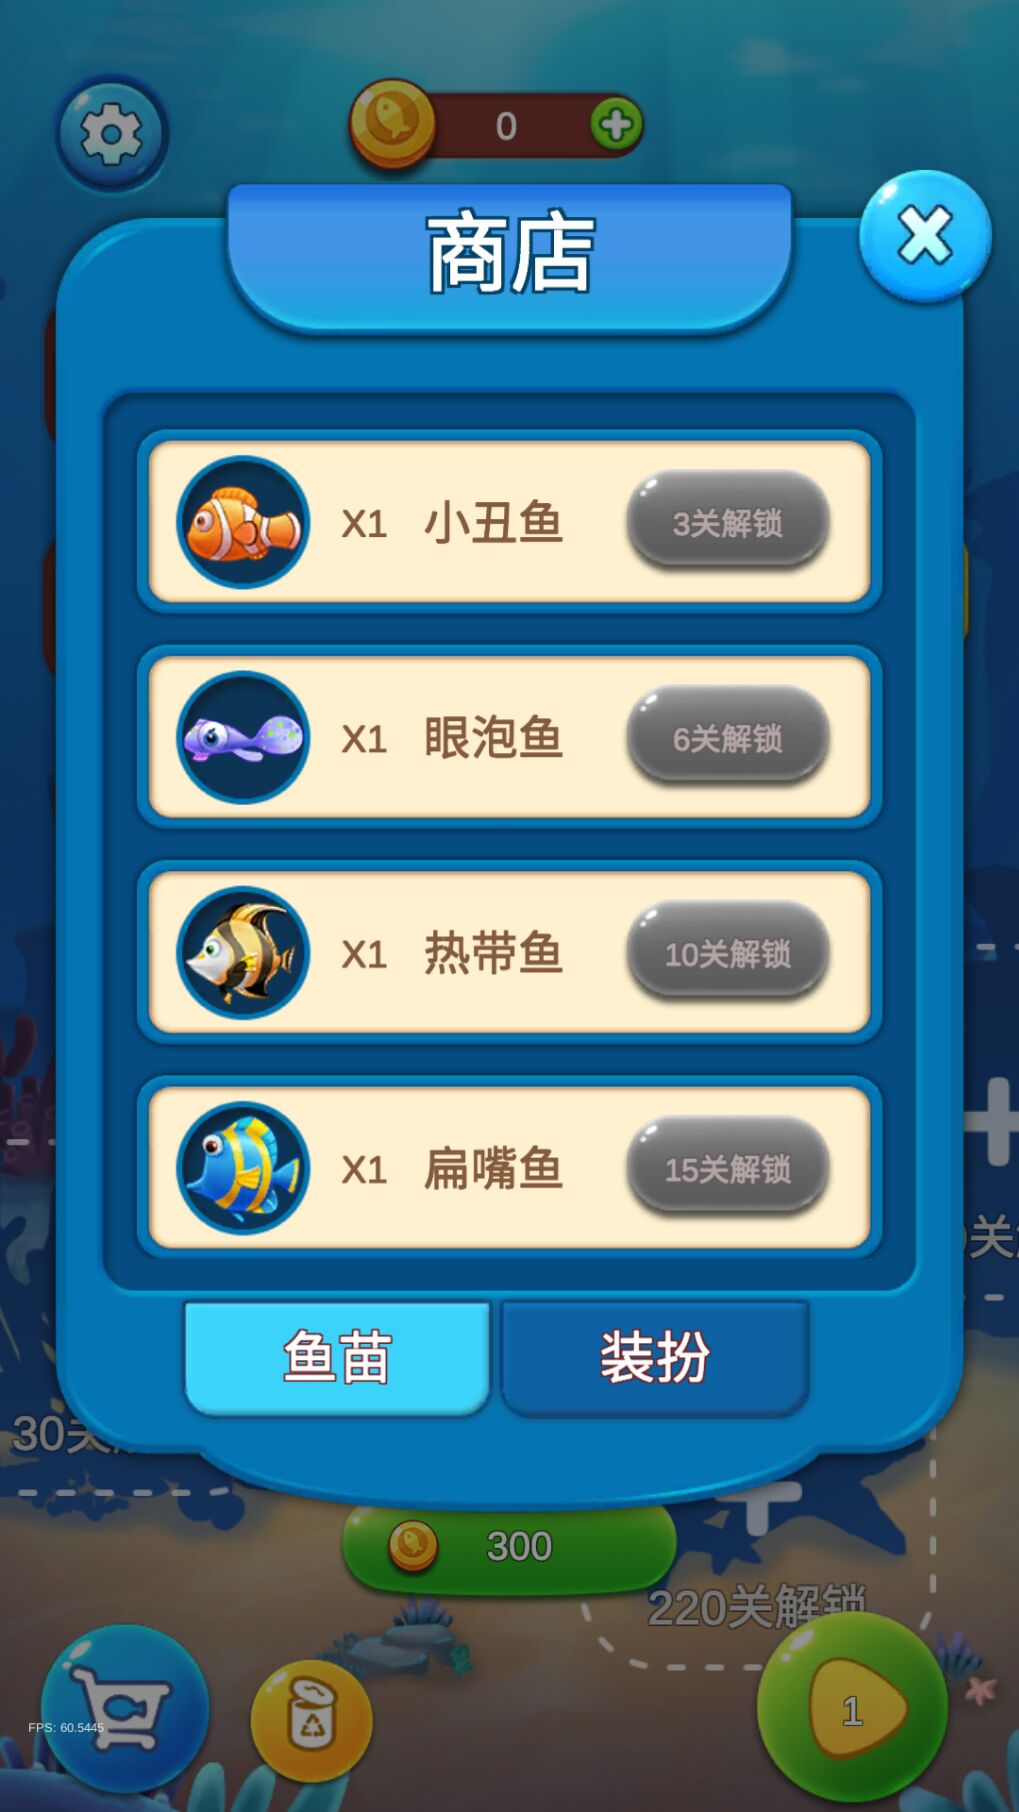 0
商店
X1 小丑鱼 3关解锁
X1 眼泡鱼 6关解锁
X1 热带鱼 10关解锁
X1 扁嘴鱼 15关解锁
关
鱼苗 装扮
30关
300
220关解锁
1
FPS: 60.5445